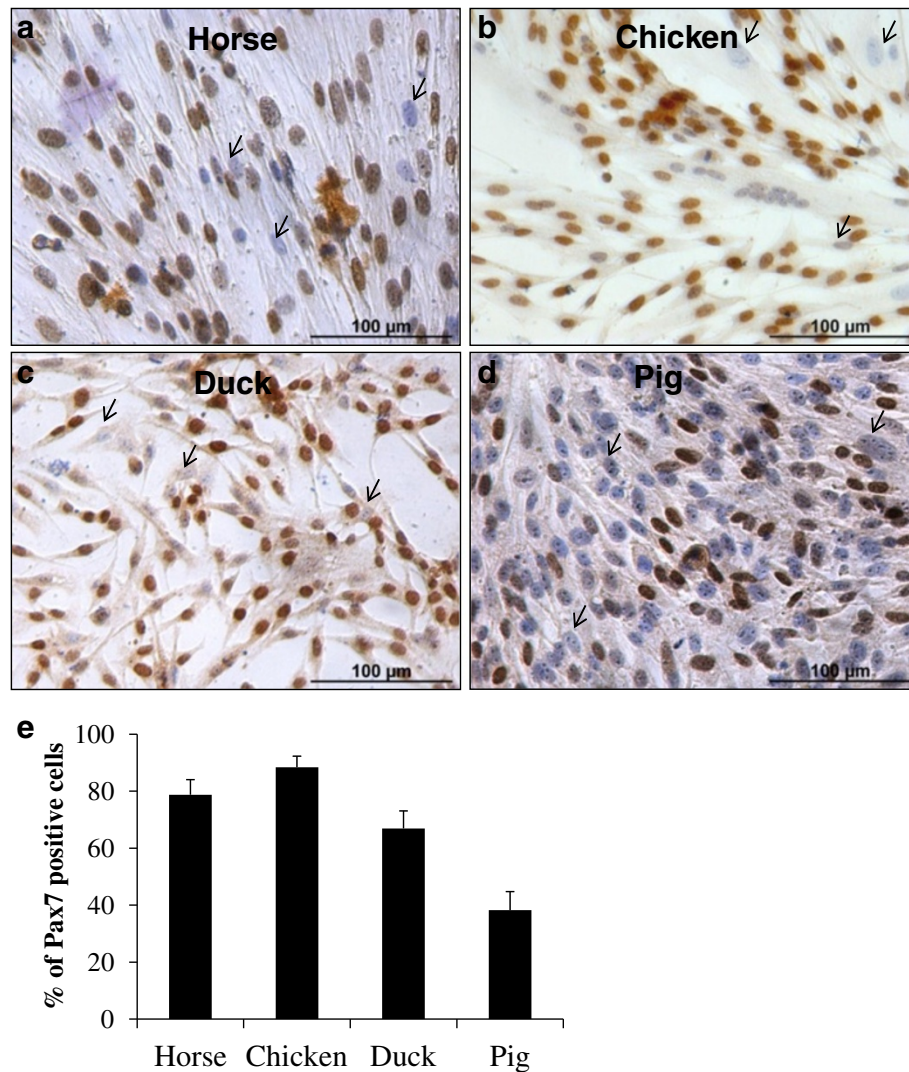 a
Horse
100 µm
b
Chicken
100 µm
c
Duck
100 µm
d
Pig
100 µm
e
% of Pax7 positive cells
100
80
60
40
20
0
Horse Chicken Duck Pig